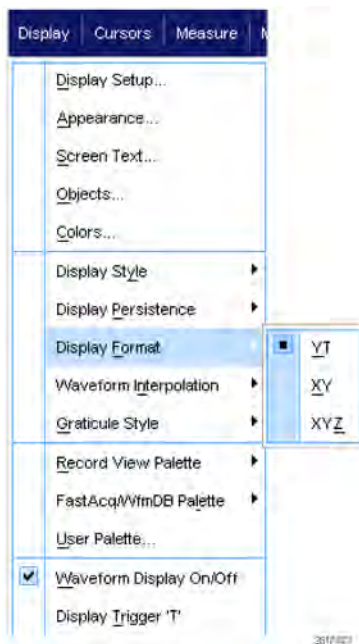 Display Cursors Measure
Display Setup...
Appearance...
Screen Text...
Objects...
Colors...
Display Style
Display Persistence
Display Format
YT
Waveform Interpolation
XY
Graticule Style
XYZ
Record View Palette
FastAcq/WfmDB Palette
User Palette...
Waveform Display On/Off
Display Trigger 'T'